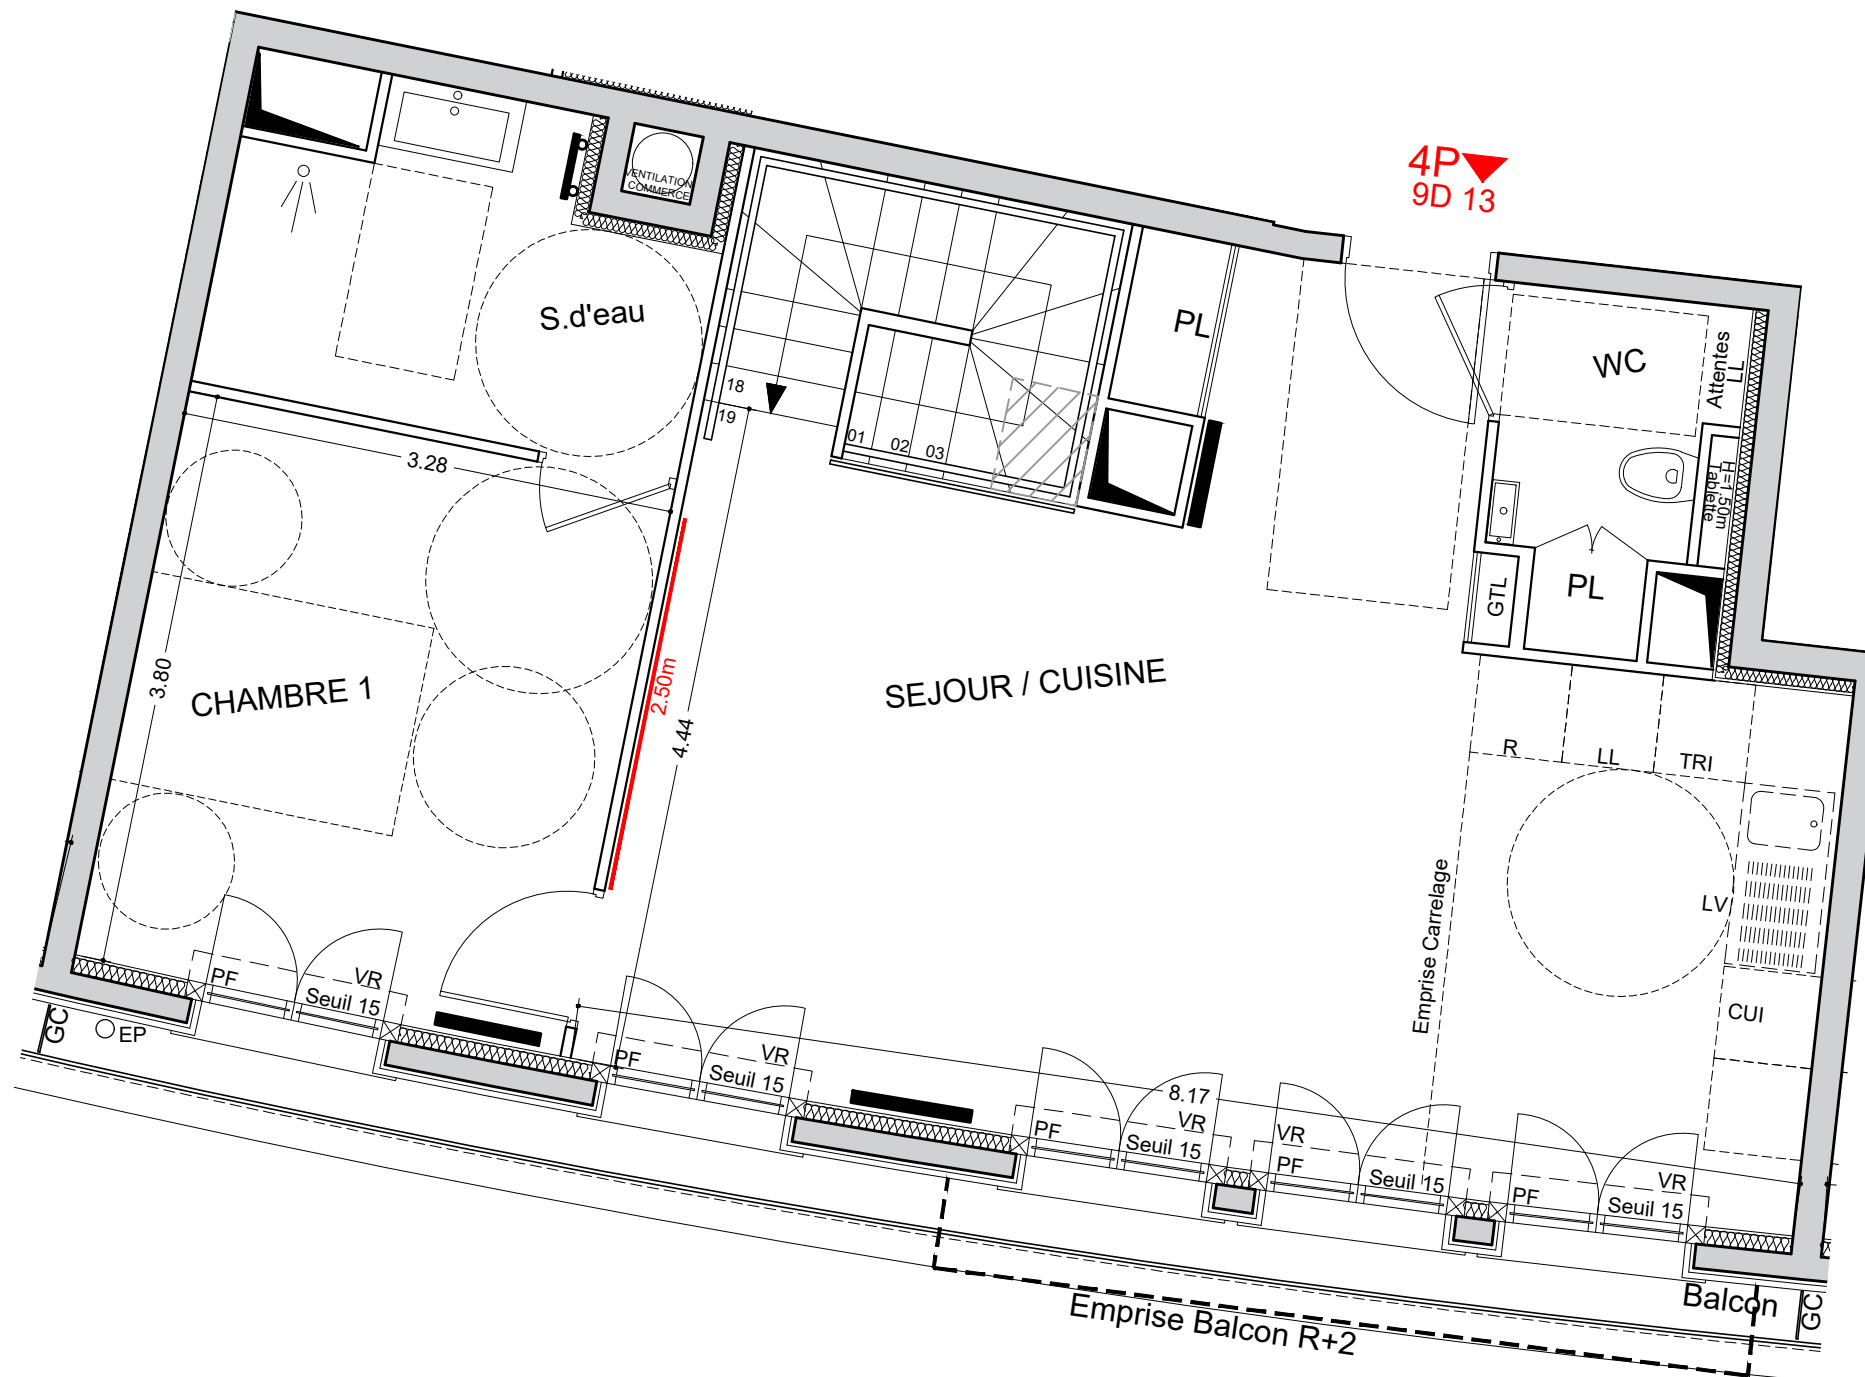 4P
9D 13
VENTILATION
COMMERCE
S.d'eau
PL
WC
Attentes
LL
18
19
01
02
03
3.28
H=1.50m
Tablette
GTL
PL
3.80
CHAMBRE 1
2.50m
4.44
SEJOUR / CUISINE
R
LL
TRI
Emprise Carrelage
LV
CUI
PF
VR
Seuil 15
GC
EP
PF
VR
Seuil 15
8.17
PF
VR
Seuil 15
VR
PF
Seuil 15
PF
VR
Seuil 15
Balcon
GC
Emprise Balcon R+2